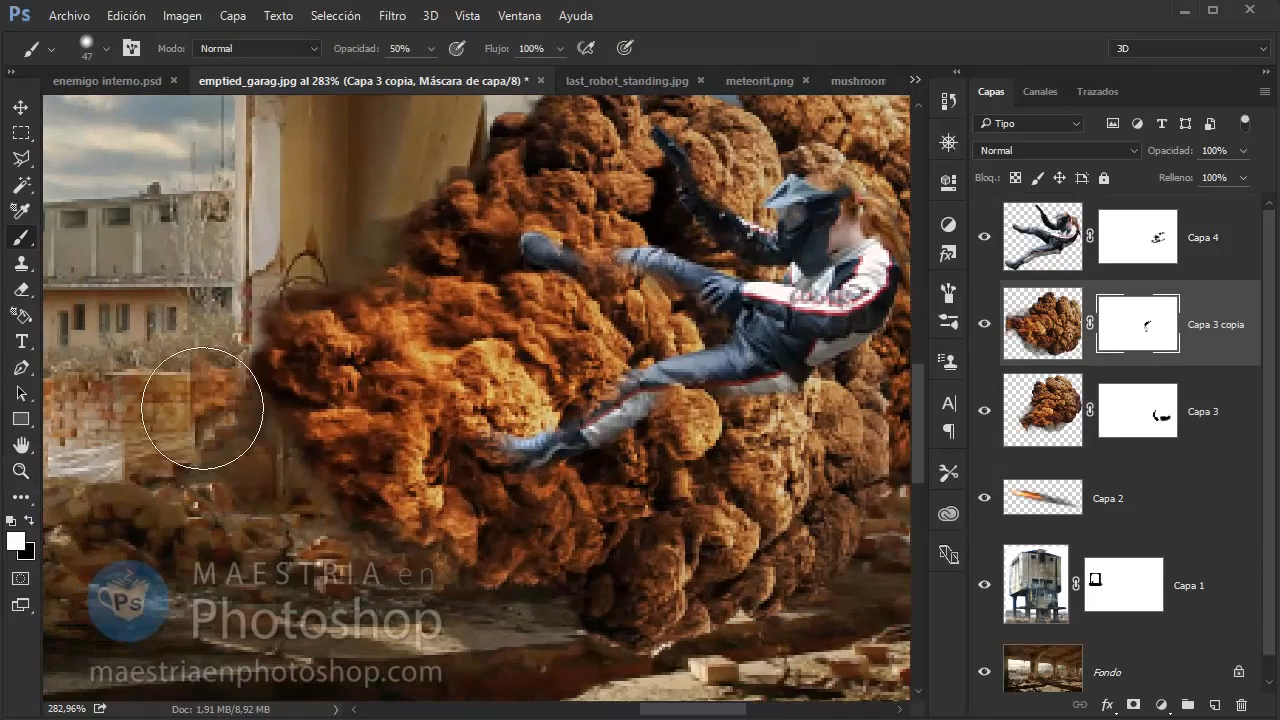 Ps Archivo Edición Imagen Capa Texto Selección Filtro 3D Vista Ventana Ayuda
47 Modo: Normal Opacidad: 50% Flujo: 100% 3D
enemigo interno.psd × emptied_garag.jpg al 283% (Capa 3 copia, Máscara de capa/8) * × last_robot_standing.jpg × meteorit.png × mushroom
Capas Canales Trazados
Tipo
Normal Opacidad: 100%
Bloq.: Relleno: 100%
Capa 4
Capa 3 copia
Capa 3
Capa 2
Capa 1
Fondo
Ps
MAESTRIA en
Photoshop
maestriaenphotoshop.com
282.96% Doc: 1,91 MB/8,92 MB